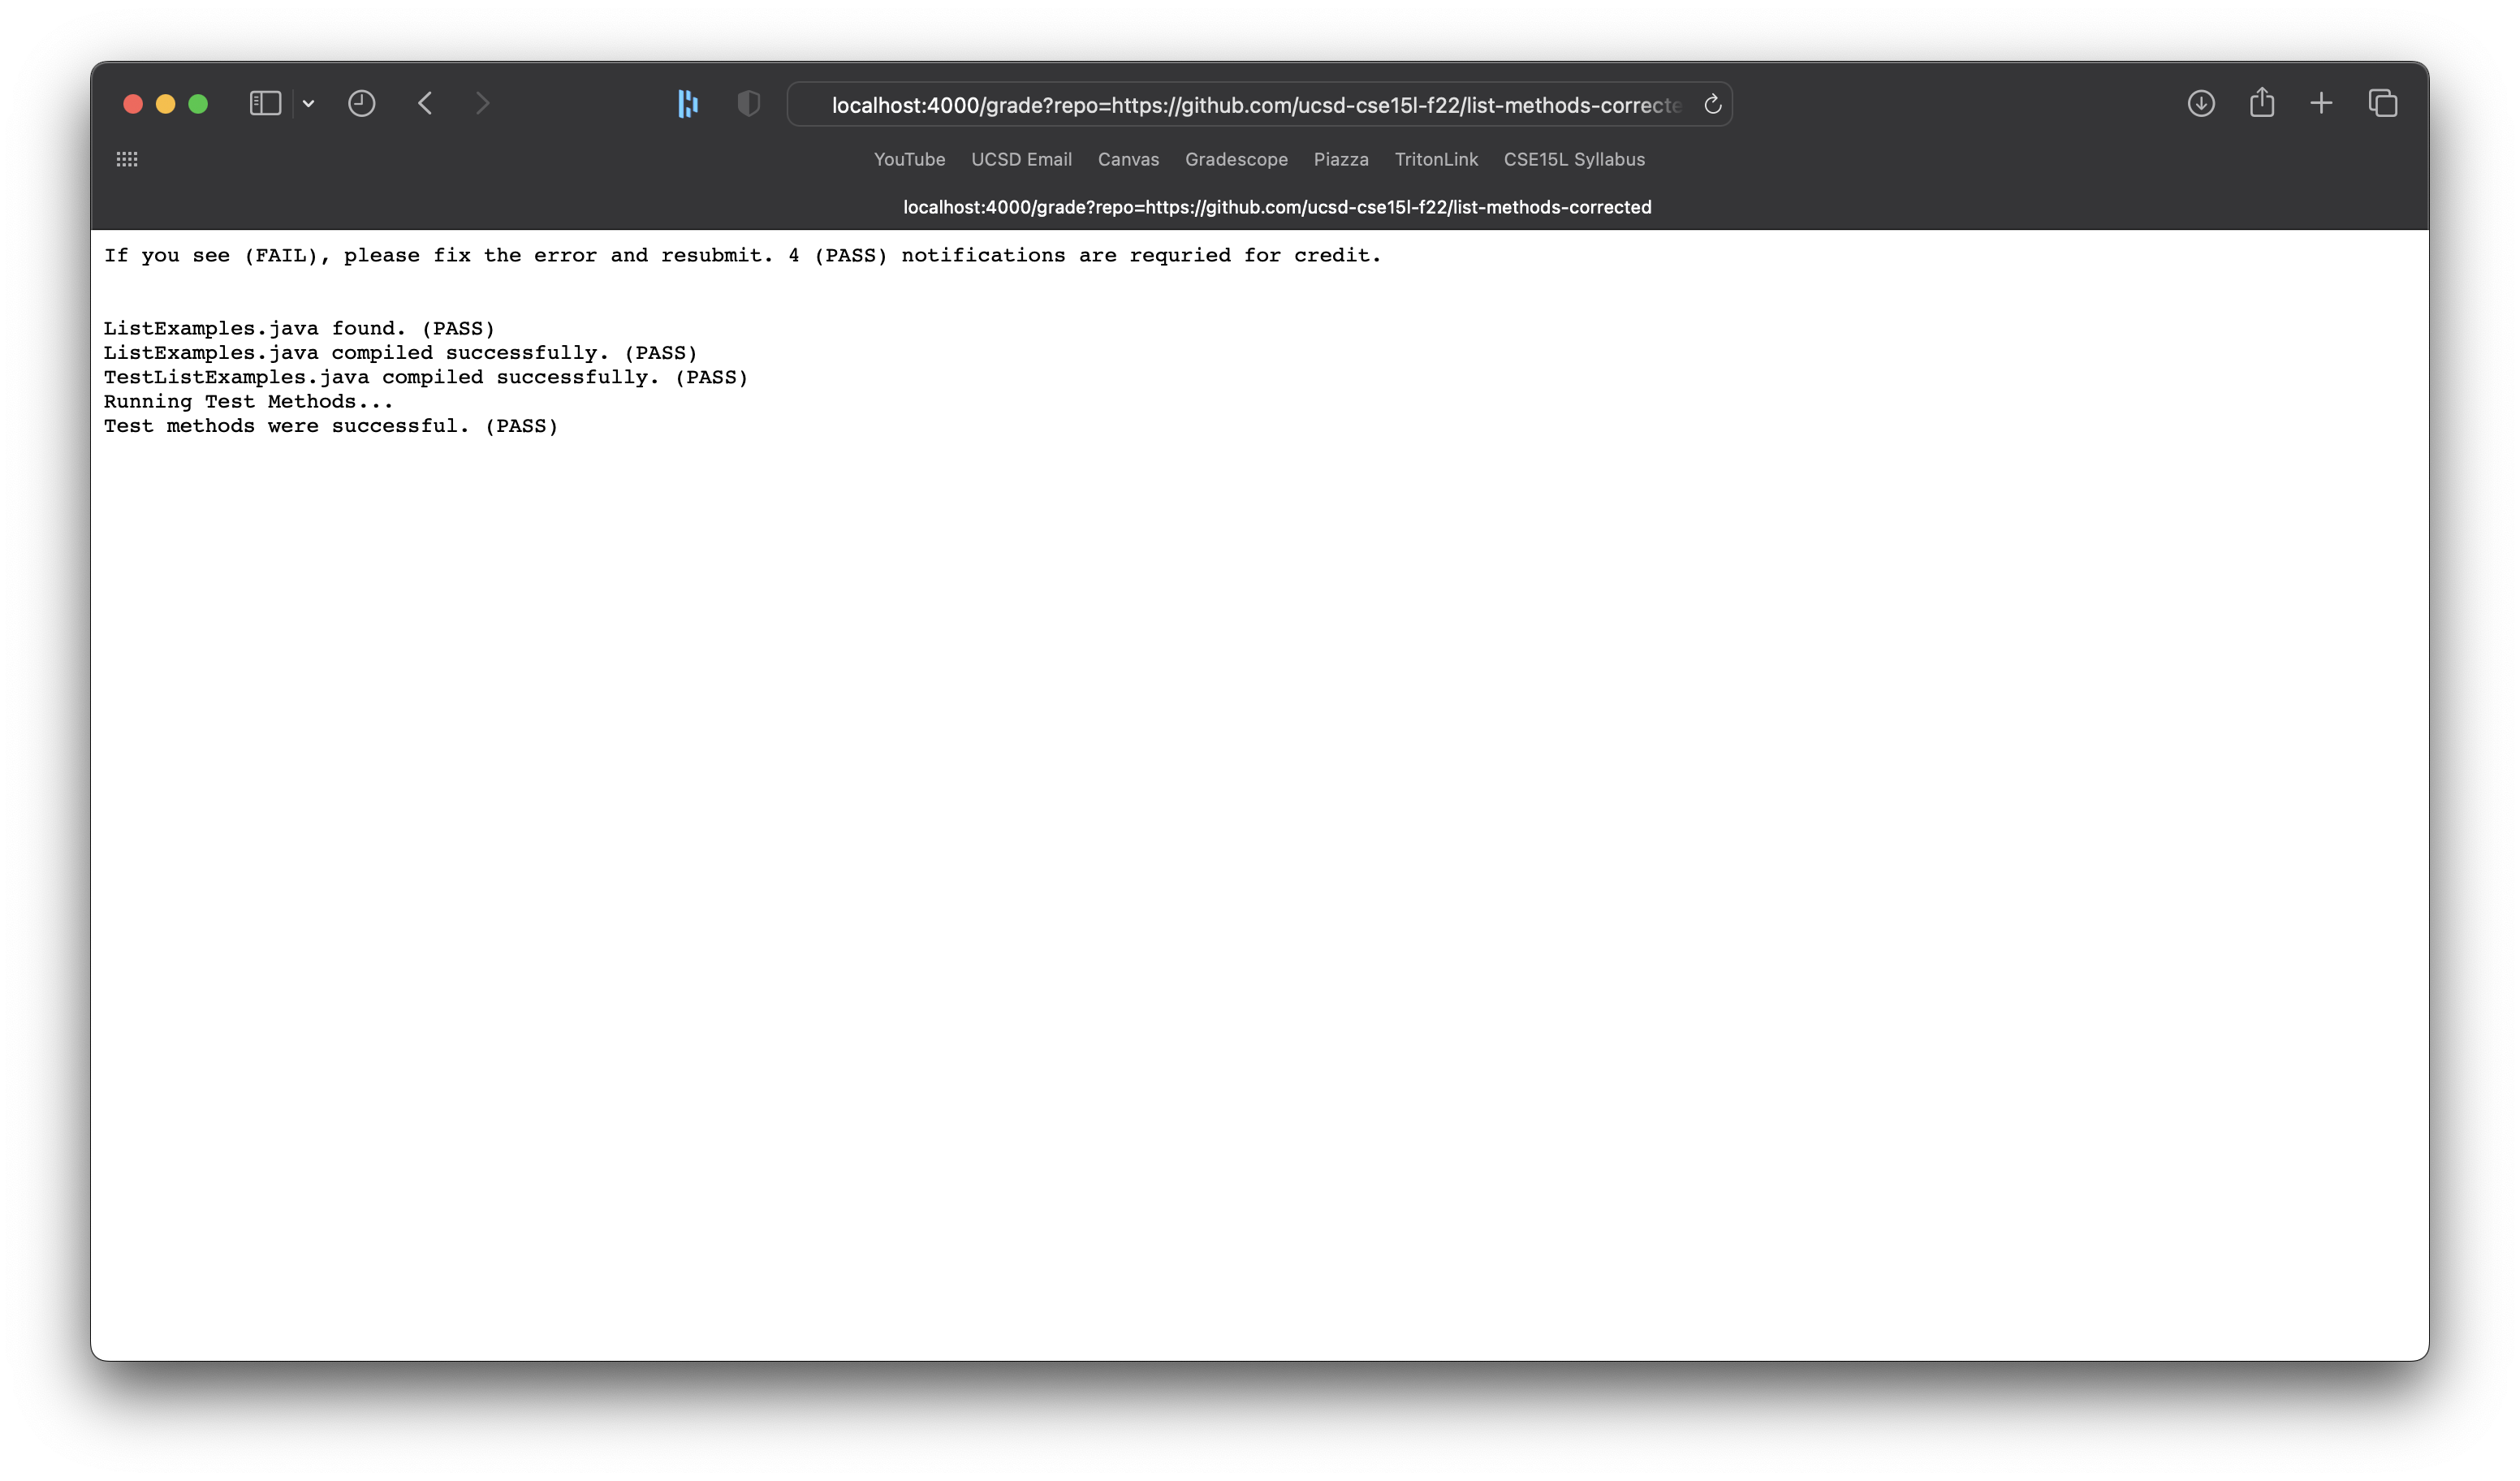 localhost:4000/grade?repo=https://github.com/ucsd-cse15l-f22/list-methods-correcte
YouTube UCSD Email Canvas Gradescope Piazza TritonLink CSE15L Syllabus
localhost:4000/grade?repo=https://github.com/ucsd-cse15l-f22/list-methods-corrected
If you see (FAIL), please fix the error and resubmit. 4 (PASS) notifications are requried for credit.
ListExamples.java found. (PASS)
ListExamples.java compiled successfully. (PASS)
TestListExamples.java compiled successfully. (PASS)
Running Test Methods...
Test methods were successful. (PASS)